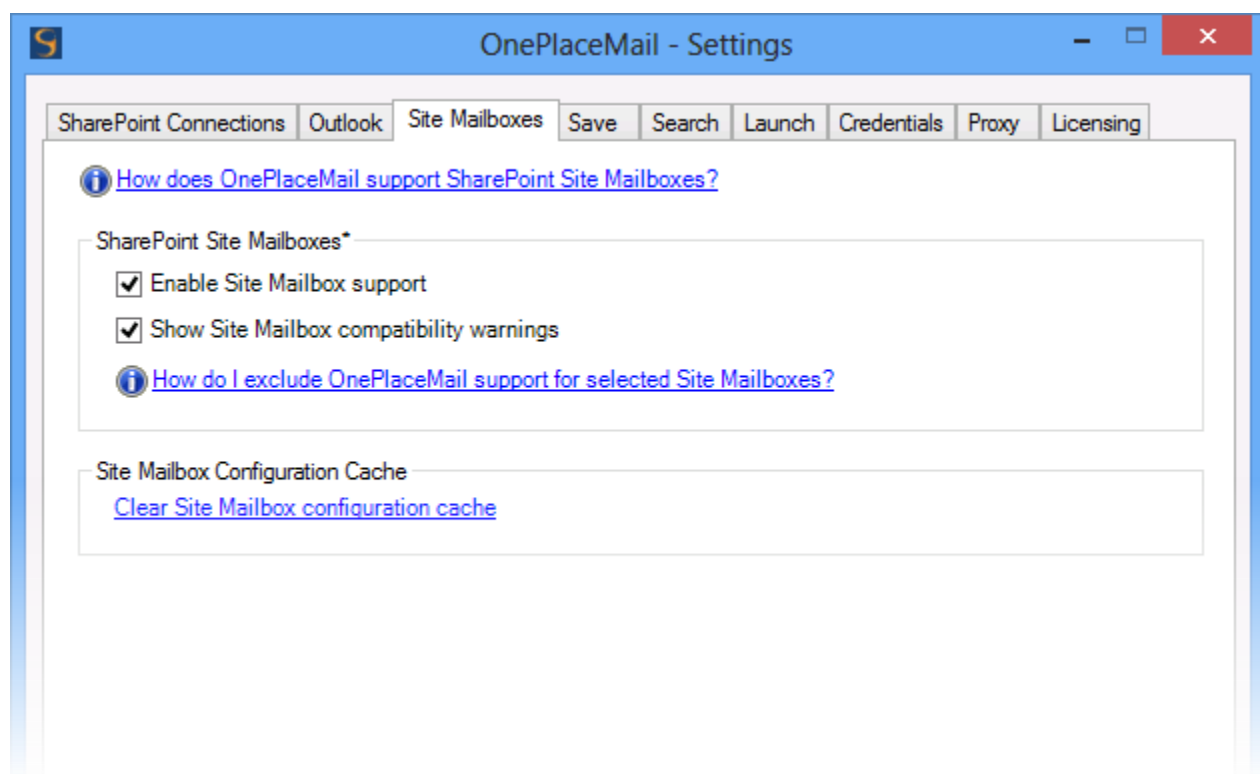 OnePlaceMail - Settings
SharePoint Connections Outlook Site Mailboxes Save Search Launch Credentials Proxy Licensing
How does OnePlaceMail support SharePoint Site Mailboxes?
SharePoint Site Mailboxes*
Enable Site Mailbox support
Show Site Mailbox compatibility warnings
How do I exclude OnePlaceMail support for selected Site Mailboxes?
Site Mailbox Configuration Cache
Clear Site Mailbox configuration cache